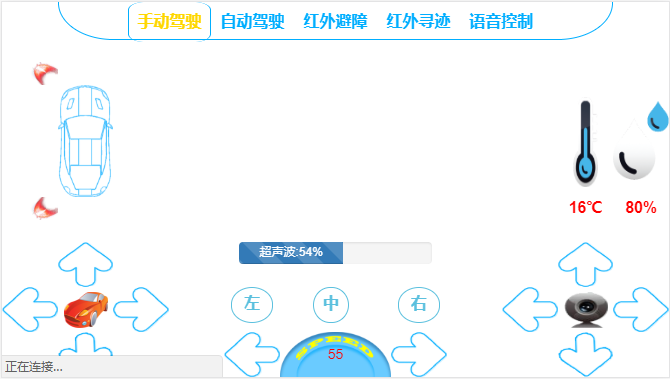 手动驾驶 自动驾驶 红外避障 红外寻迹 语音控制
16℃ 80%
超声波:54%
左 中 右
SPEED
55
正在连接...